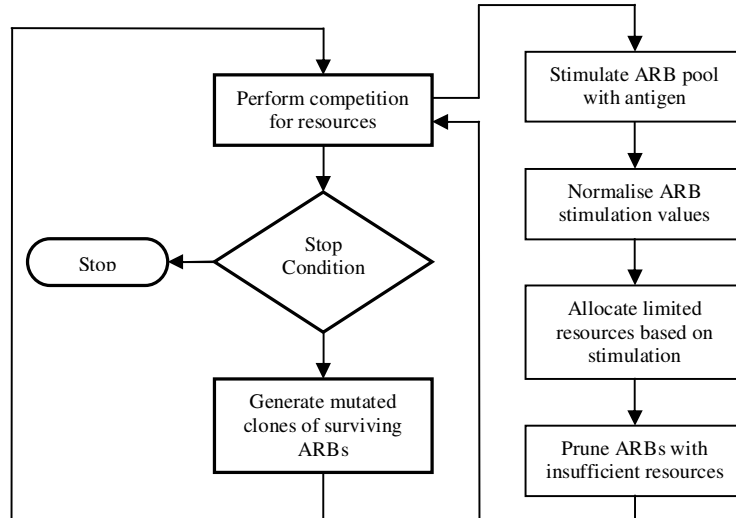 Perform competition
for resources
Stop
Condition
Stop
Generate mutated
clones of surviving
ARBs
Stimulate ARB pool
with antigen
Normalise ARB
stimulation values
Allocate limited
resources based on
stimulation
Prune ARBs with
insufficient resources